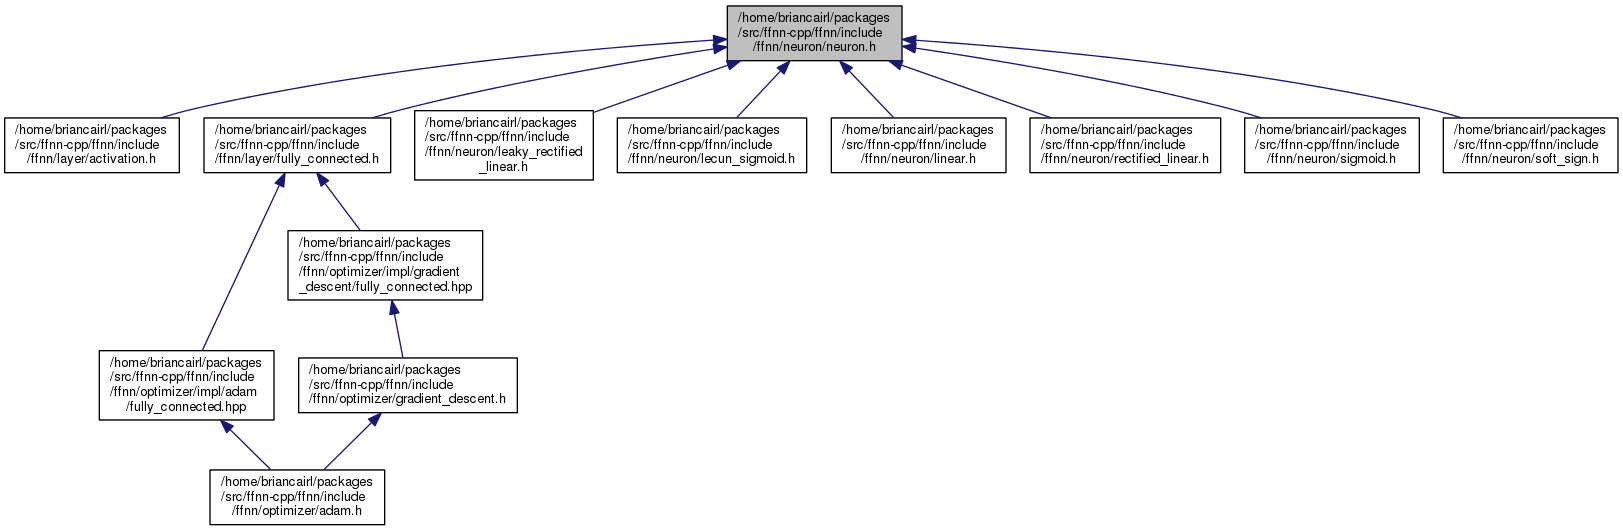 /home/briancairl/packages
/src/ffnn-cpp/ffnn/include
/ffnn/neuron/neuron.h
/home/briancairl/packages
/src/ffnn-cpp/ffnn/include
/ffnn/layer/activation.h
/home/briancairl/packages
/src/ffnn-cpp/ffnn/include
/ffnn/layer/fully_connected.h
/home/briancairl/packages
/src/ffnn-cpp/ffnn/include
/ffnn/neuron/leaky_rectified
_linear.h
/home/briancairl/packages
/src/ffnn-cpp/ffnn/include
/ffnn/neuron/lecun_sigmoid.h
/home/briancairl/packages
/src/ffnn-cpp/ffnn/include
/ffnn/neuron/linear.h
/home/briancairl/packages
/src/ffnn-cpp/ffnn/include
/ffnn/neuron/rectified_linear.h
/home/briancairl/packages
/src/ffnn-cpp/ffnn/include
/ffnn/neuron/sigmoid.h
/home/briancairl/packages
/src/ffnn-cpp/ffnn/include
/ffnn/neuron/soft_sign.h
/home/briancairl/packages
/src/ffnn-cpp/ffnn/include
/ffnn/optimizer/impl/gradient
_descent/fully_connected.hpp
/home/briancairl/packages
/src/ffnn-cpp/ffnn/include
/ffnn/optimizer/impl/adam
/fully_connected.hpp
/home/briancairl/packages
/src/ffnn-cpp/ffnn/include
/ffnn/optimizer/gradient_descent.h
/home/briancairl/packages
/src/ffnn-cpp/ffnn/include
/ffnn/optimizer/adam.h